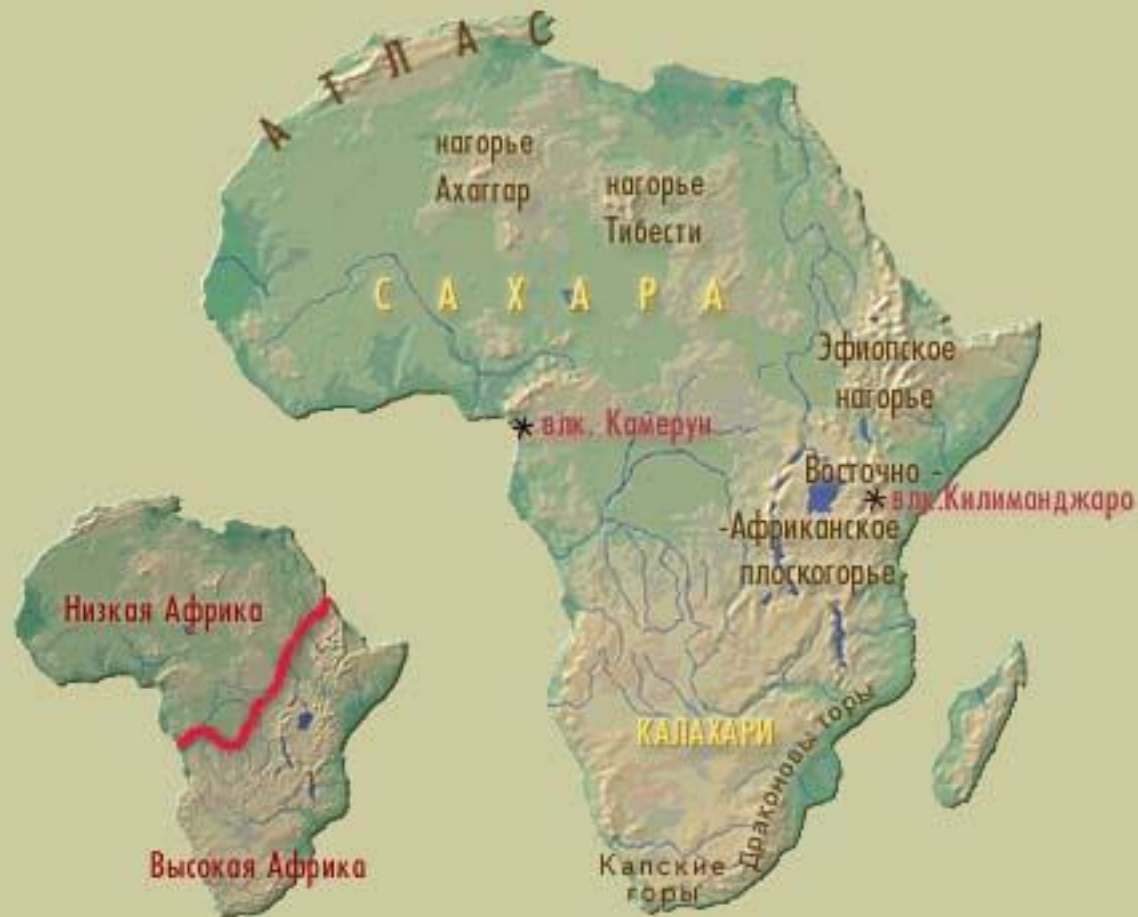 АТЛАС
нагорье
Ахаггар
нагорье
Тибести
САХАРА
Эфиопское
нагорье
влк. Камерун
Восточно -
влк.Килиманджаро
-Африканское
плоскогорье
Низкая Африка
КАЛАХАРИ
Драконовы горы
Высокая Африка
Капские
горы